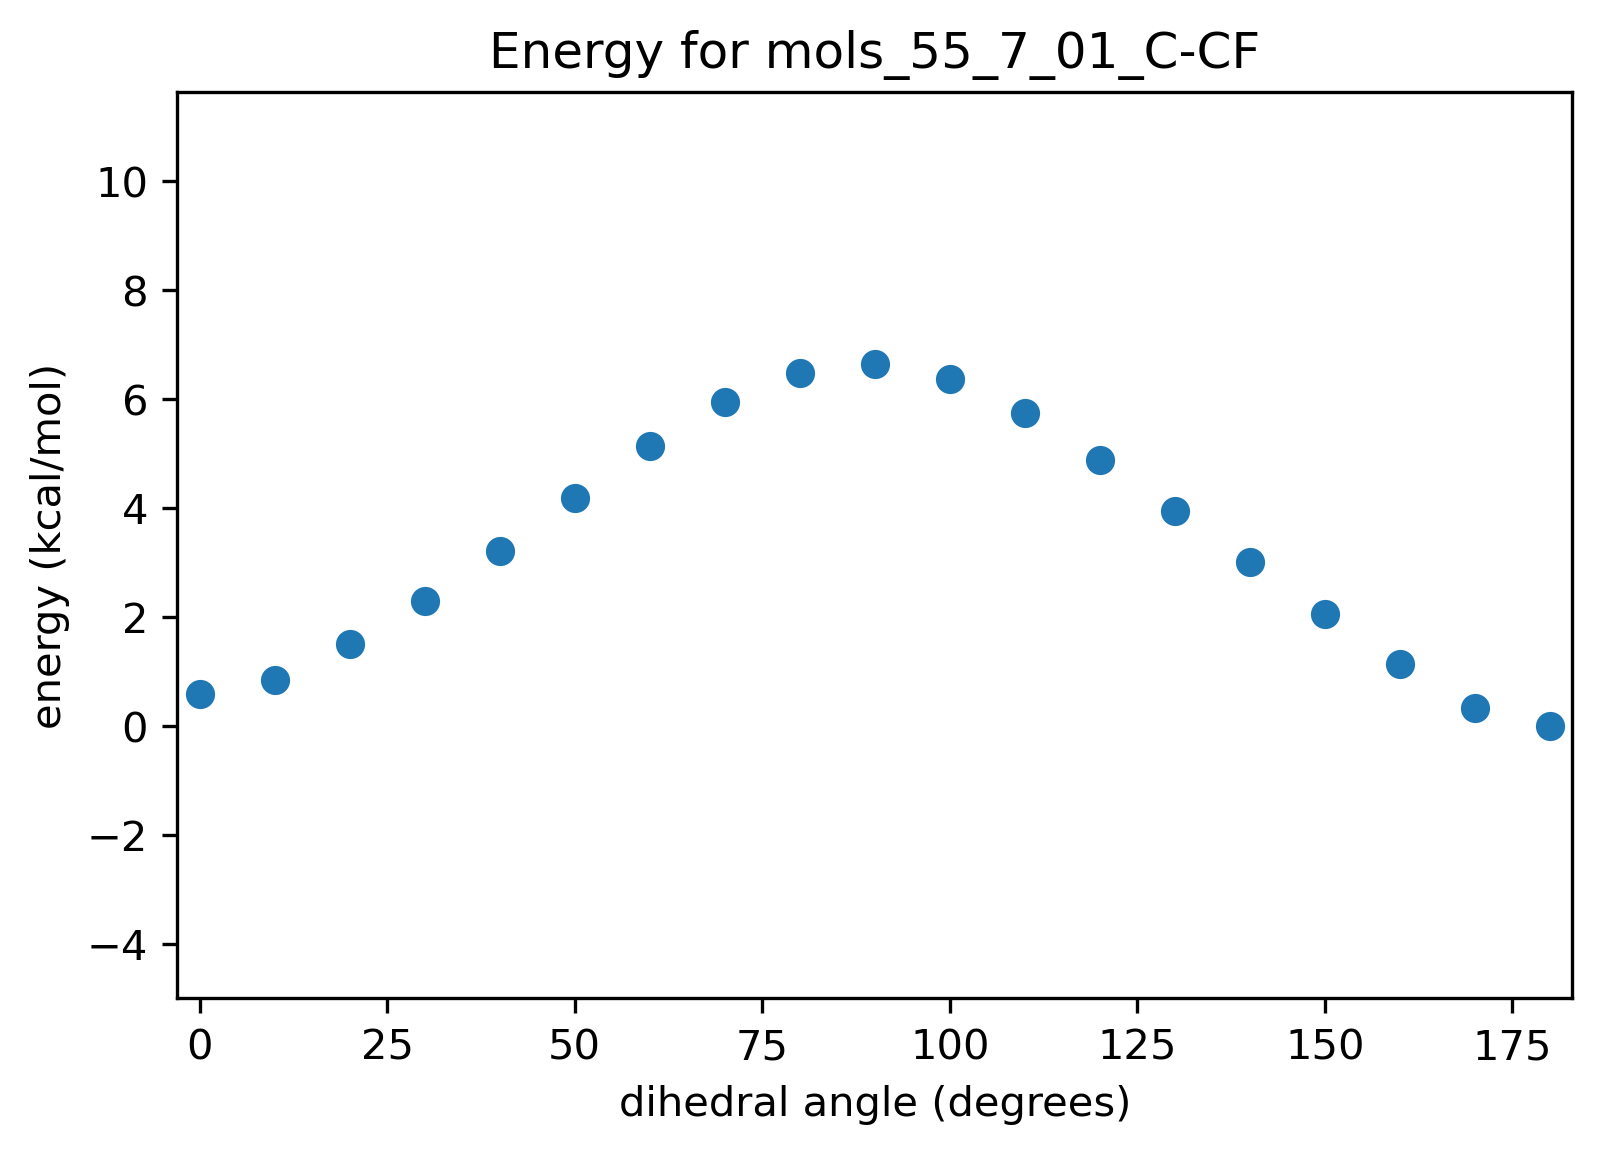 Energy for mols_55_7_01_C-CF
10
8
6
4
2
0
−2
−4
energy (kcal/mol)
0 25 50 75 100 125 150 175
dihedral angle (degrees)